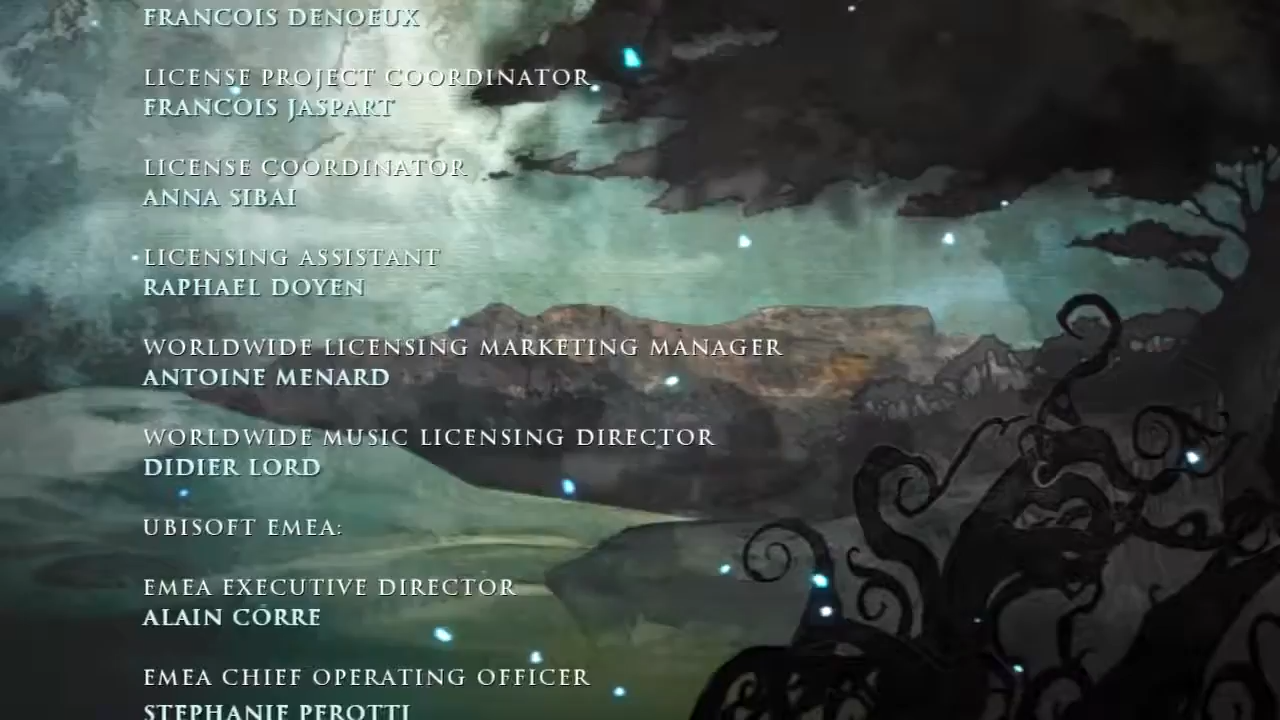 FRANCOIS DENOEUX
LICENSE PROJECT COORDINATOR
FRANCOIS JASPART
LICENSE COORDINATOR
ANNA SIBAI
LICENSING ASSISTANT
RAPHAEL DOYEN
WORLDWIDE LICENSING MARKETING MANAGER
ANTOINE MENARD
WORLDWIDE MUSIC LICENSING DIRECTOR
DIDIER LORD
UBISOFT EMEA:
EMEA EXECUTIVE DIRECTOR
ALAIN CORRE
EMEA CHIEF OPERATING OFFICER
STEPHANIE PEROTTI